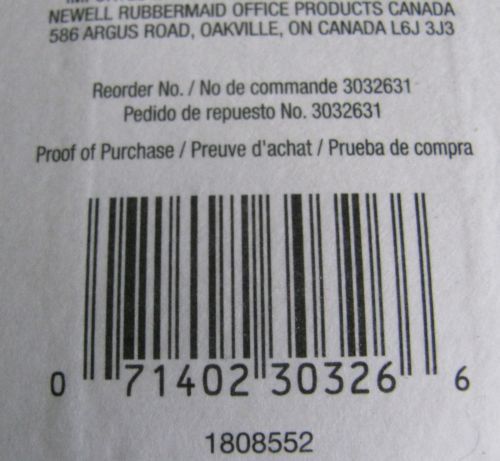 NEWELL RUBBERMAID OFFICE PRODUCTS CANADA
586 ARGUS ROAD, OAKVILLE, ON CANADA L6J 3J3
Reorder No. / No de commande 3032631
Pedido de repuesto No. 3032631
Proof of Purchase / Preuve d'achat / Prueba de compra
0 71402 30326 6
1808552